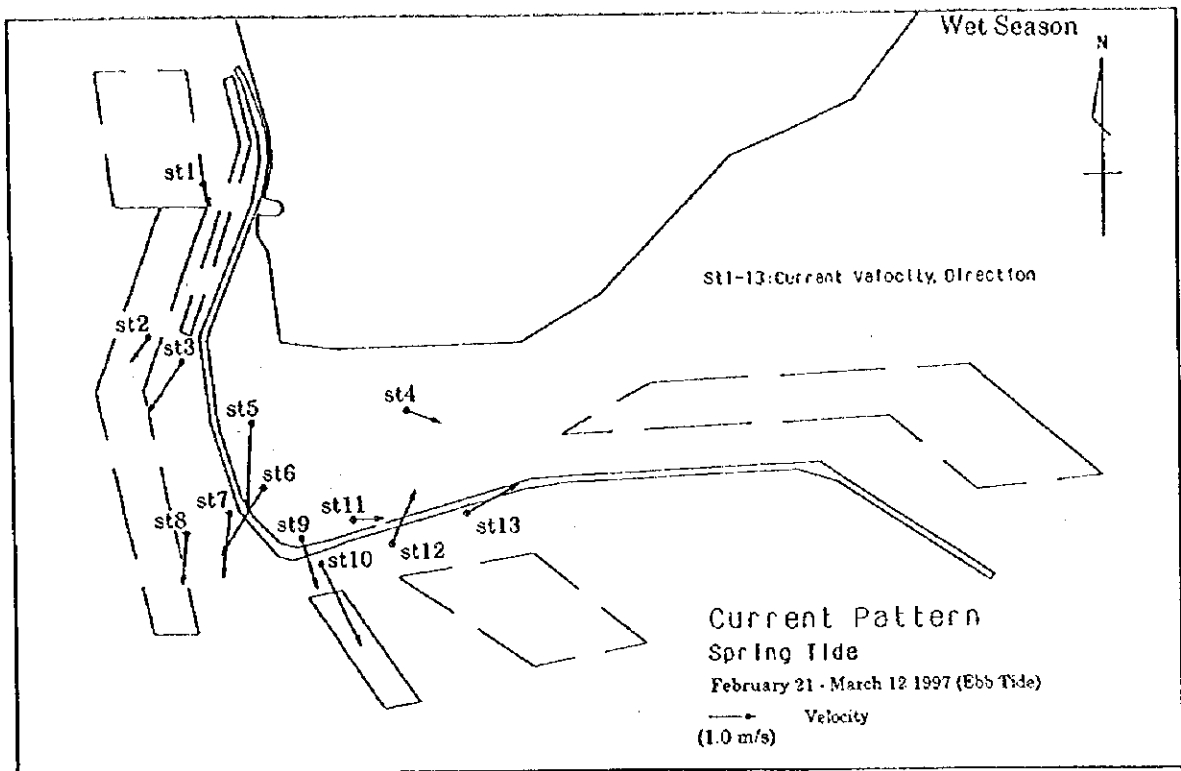 Wet Season
N
st1
St1-13:Current Velocity, Direction
st2
st3
st4
st5
st6
st7
st8
st9
st11
st13
st10
st12
Current Pattern
Spring Tide
February 21 - March 12 1997 (Ebb Tide)
Velocity
(1.0 m/s)